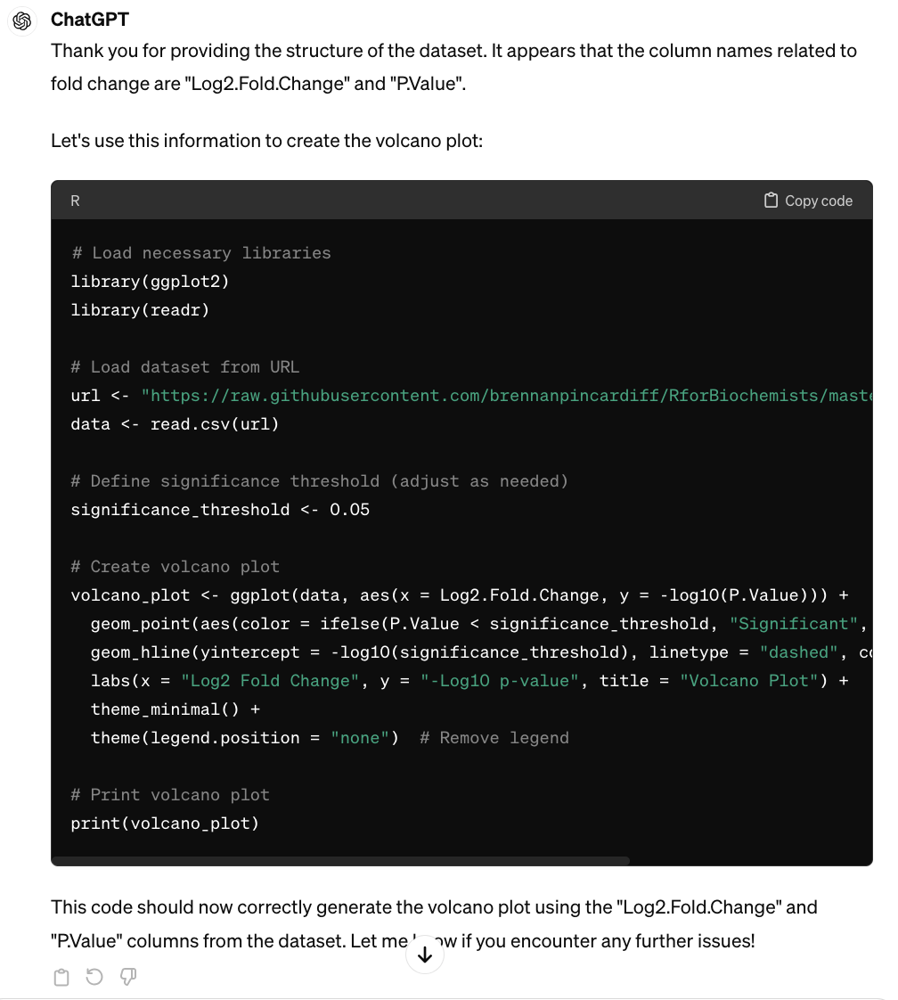 ChatGPT
Thank you for providing the structure of the dataset. It appears that the column names related to
fold change are "Log2.Fold.Change" and "P.Value".
Let's use this information to create the volcano plot:
R
Copy code
# Load necessary libraries
library(ggplot2)
library(readr)
# Load dataset from URL
url <- "https://raw.githubusercontent.com/brennanpincardiff/RforBiochemists/maste
data <- read.csv(url)
# Define significance threshold (adjust as needed)
significance_threshold <- 0.05
# Create volcano plot
volcano_plot <- ggplot(data, aes(x = Log2.Fold.Change, y = -log10(P.Value))) +
  geom_point(aes(color = ifelse(P.Value < significance_threshold, "Significant",
  geom_hline(yintercept = -log10(significance_threshold), linetype = "dashed", co
  labs(x = "Log2 Fold Change", y = "-Log10 p-value", title = "Volcano Plot") +
  theme_minimal() +
  theme(legend.position = "none")  # Remove legend
# Print volcano plot
print(volcano_plot)
This code should now correctly generate the volcano plot using the "Log2.Fold.Change" and
"P.Value" columns from the dataset. Let me know if you encounter any further issues!